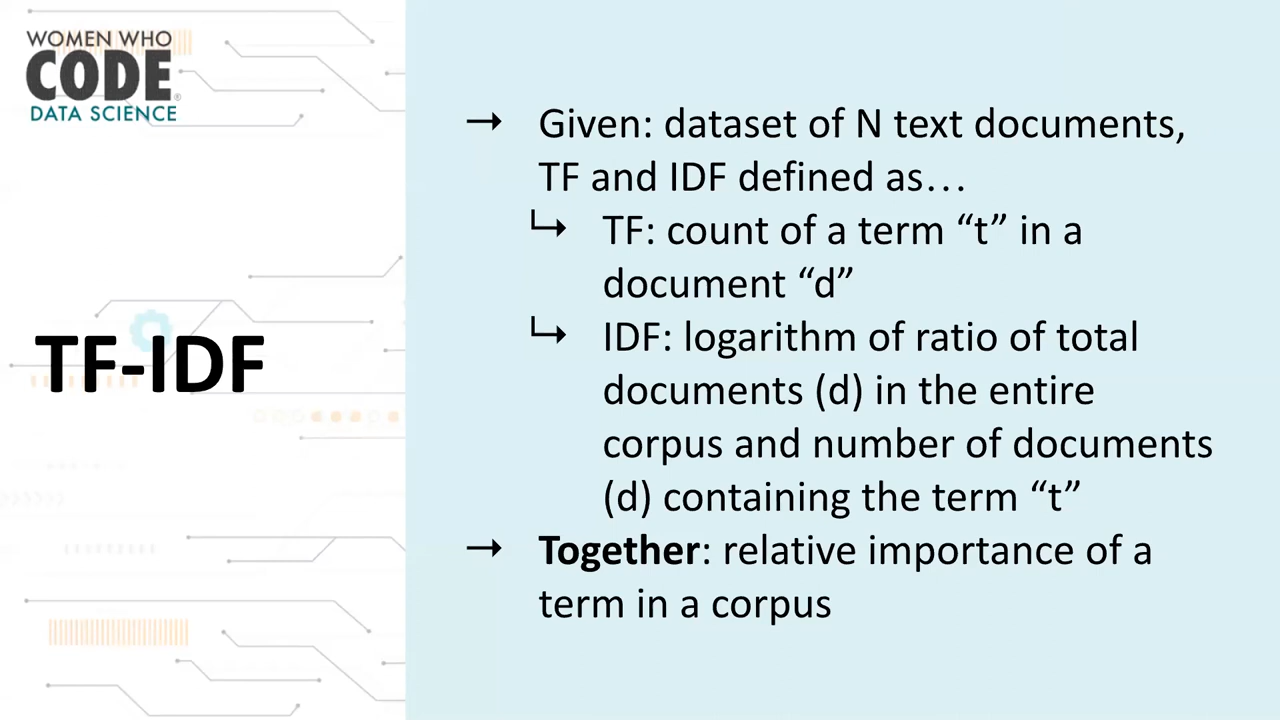 WOMEN WHO
CODE®
DATA SCIENCE
TF-IDF
→ Given: dataset of N text documents,
TF and IDF defined as…
↳ TF: count of a term “t” in a
document “d”
↳ IDF: logarithm of ratio of total
documents (d) in the entire
corpus and number of documents
(d) containing the term “t”
→ Together: relative importance of a
term in a corpus